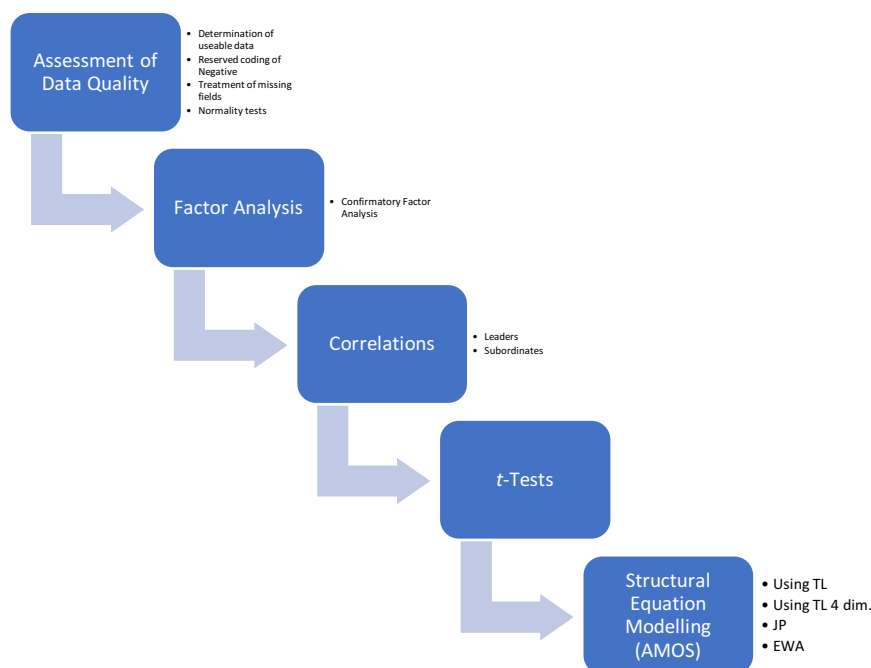 Assessment of
Data Quality
• Determination of
useable data
• Reserved coding of
Negative
• Treatment of missing
fields
• Normality tests
Factor Analysis
• Confirmatory Factor
Analysis
Correlations
• Leaders
• Subordinates
t-Tests
Structural
Equation
Modelling
(AMOS)
• Using TL
• Using TL 4 dim.
• JP
• EWA